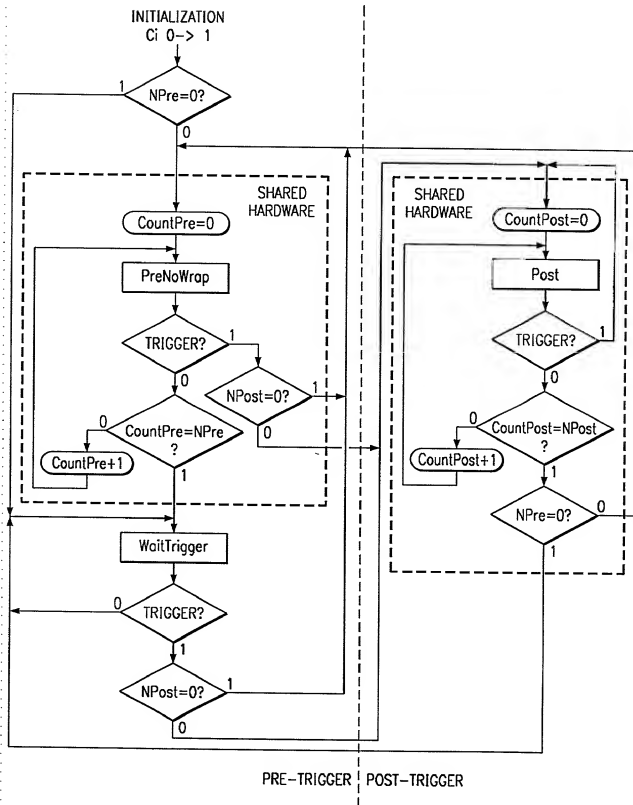 INITIALIZATION
Ci 0-> 1
1
NPre=0?
0
SHARED
HARDWARE
CountPre=0
PreNoWrap
TRIGGER?
1
0
NPost=0?
1
0
CountPre=NPre
?
0
CountPre+1
1
WaitTrigger
0
TRIGGER?
1
NPost=0?
1
0
SHARED
HARDWARE
CountPost=0
Post
TRIGGER?
1
0
0
CountPost=NPost
?
CountPost+1
1
NPre=0?
0
1
PRE-TRIGGER
POST-TRIGGER